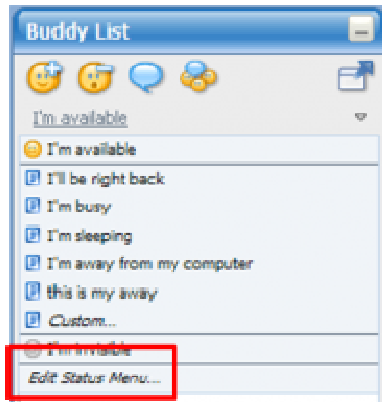 Buddy List
I'm available
I'm available
I'll be right back
I'm busy
I'm sleeping
I'm away from my computer
this is my away
Custom...
I'm invisible
Edit Status Menu...